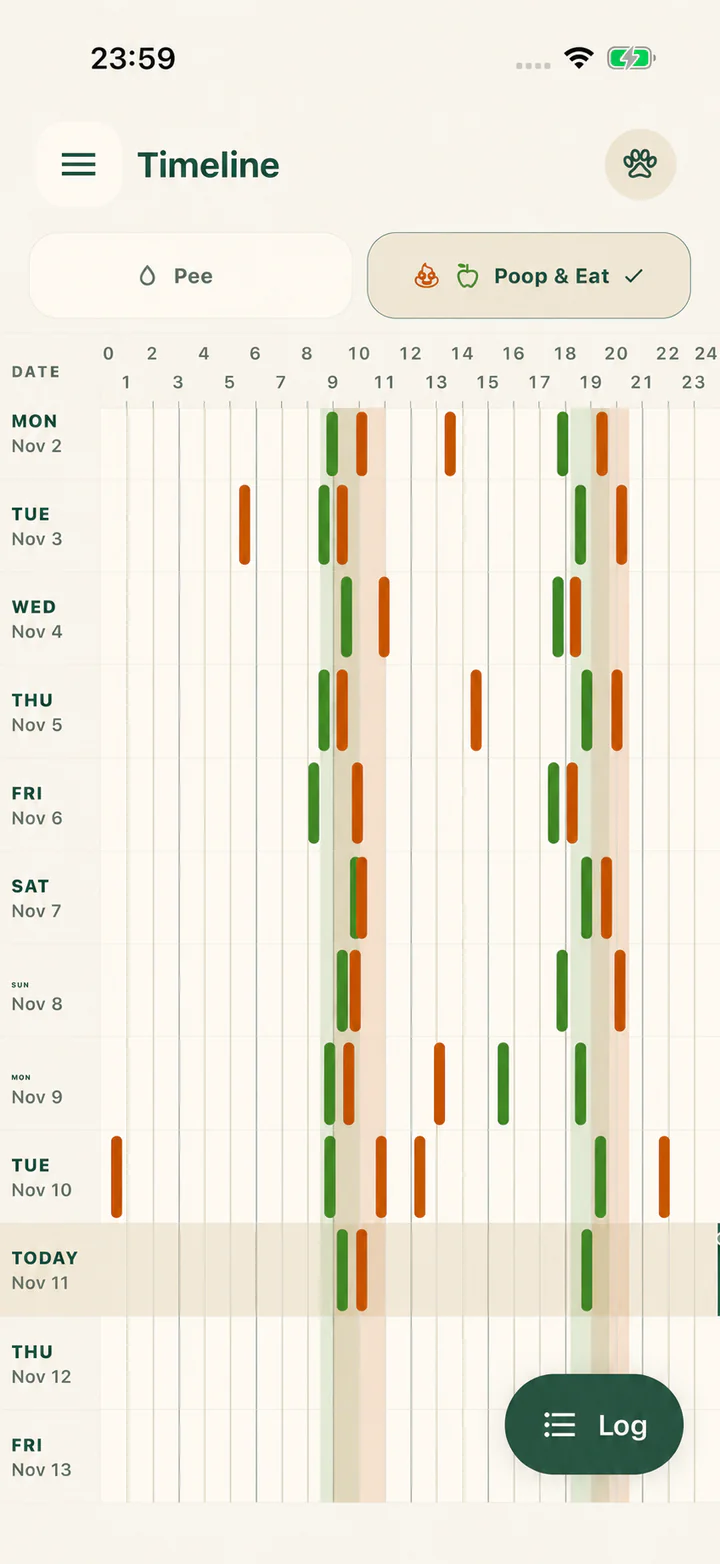 23:59
Timeline
Pee
Poop & Eat
DATE
0 2 4 6 8 10 12 14 16 18 20 22 24
1 3 5 7 9 11 13 15 17 19 21 23
MON
Nov 2
TUE
Nov 3
WED
Nov 4
THU
Nov 5
FRI
Nov 6
SAT
Nov 7
SUN
Nov 8
MON
Nov 9
TUE
Nov 10
TODAY
Nov 11
THU
Nov 12
FRI
Nov 13
Log